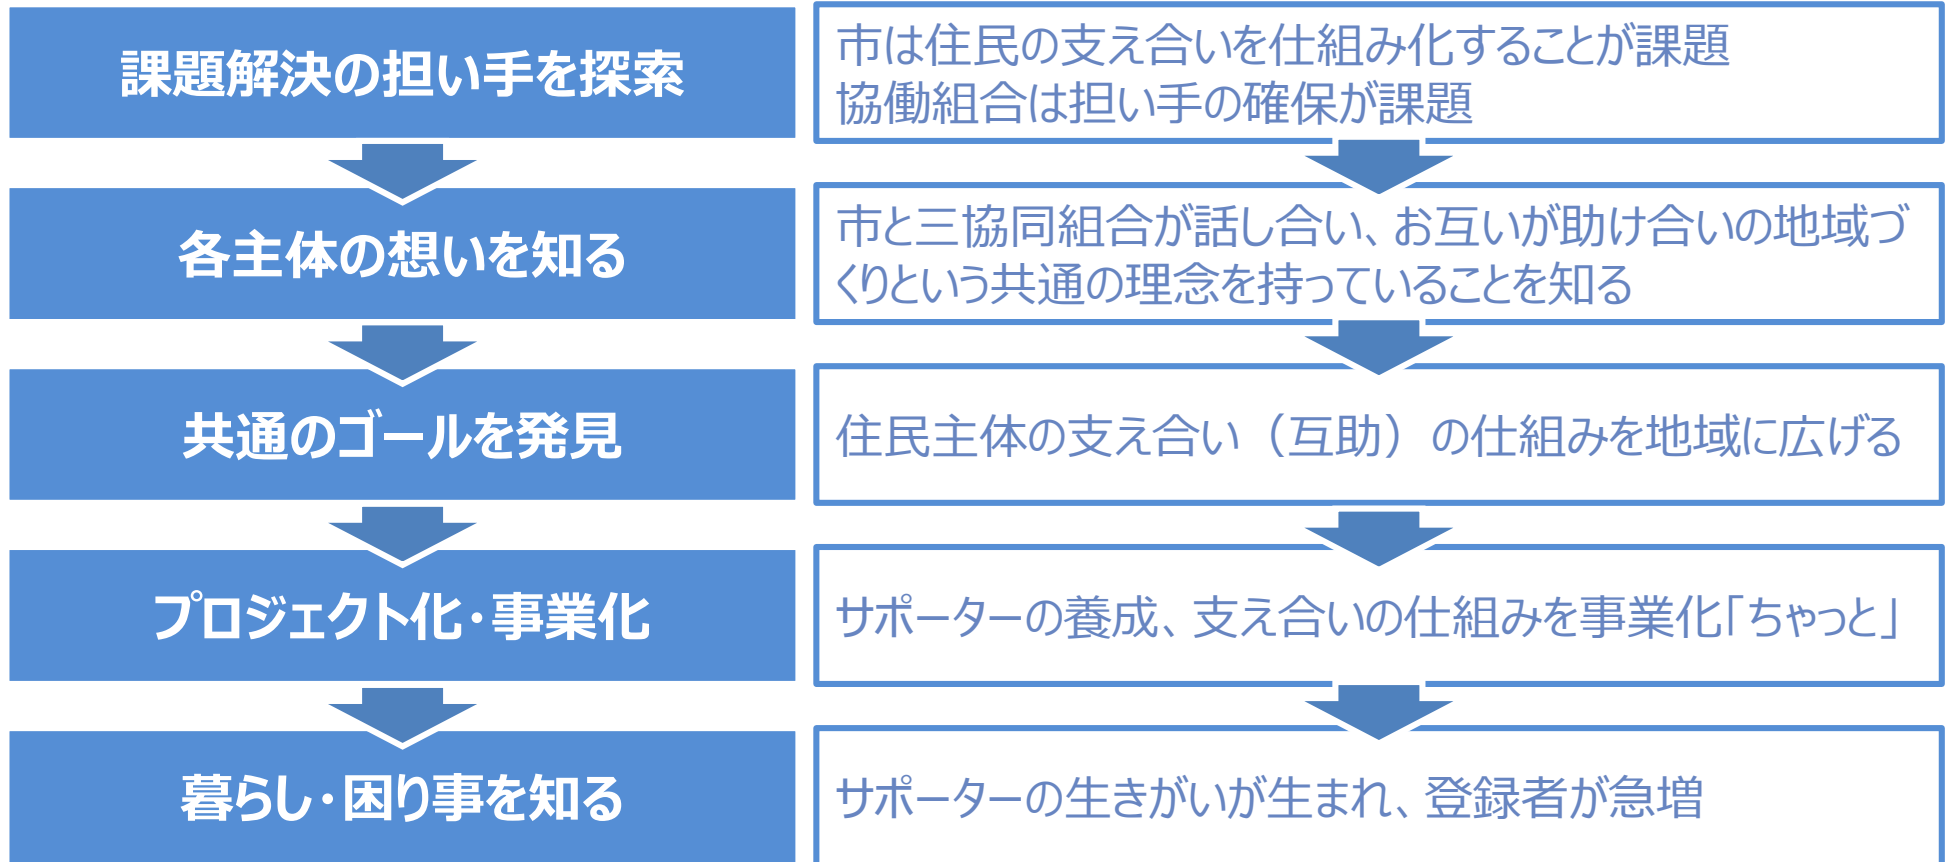 課題解決の担い手を探索
市は住民の支え合いを仕組み化することが課題
協働組合は担い手の確保が課題
各主体の想いを知る
市と三協同組合が話し合い、お互いが助け合いの地域づ
くりという共通の理念を持っていることを知る
共通のゴールを発見
住民主体の支え合い（互助）の仕組みを地域に広げる
プロジェクト化・事業化
サポーターの養成、支え合いの仕組みを事業化「ちゃっと」
暮らし・困り事を知る
サポーターの生きがいが生まれ、登録者が急増